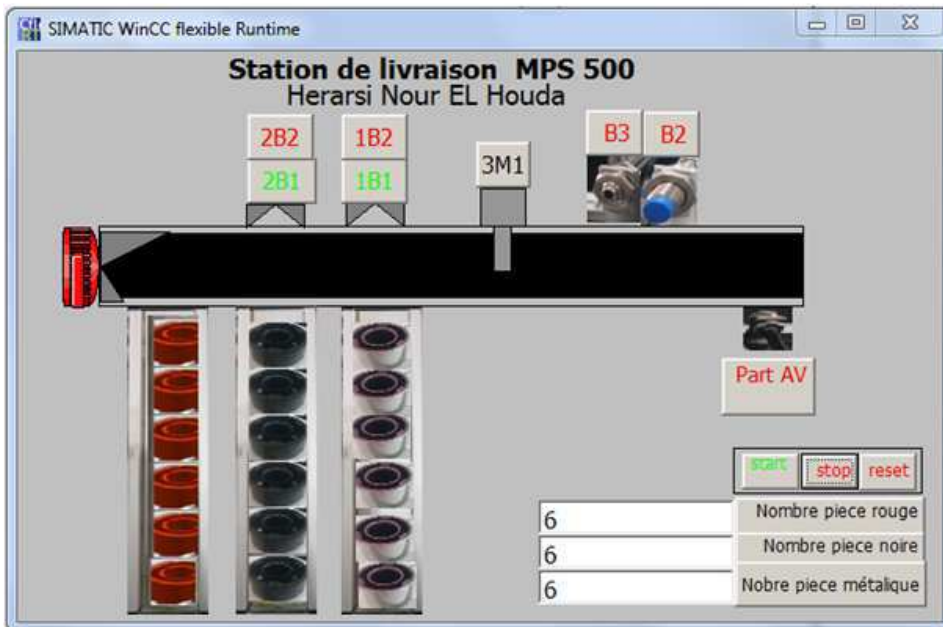 SIMATIC WinCC flexible Runtime
Station de livraison MPS 500
Herarsi Nour EL Houda
2B2 1B2 B3 B2
2B1 1B1 3M1
Part AV
start stop reset
6 Nombre piece rouge
6 Nombre piece noire
6 Nobre piece métalique